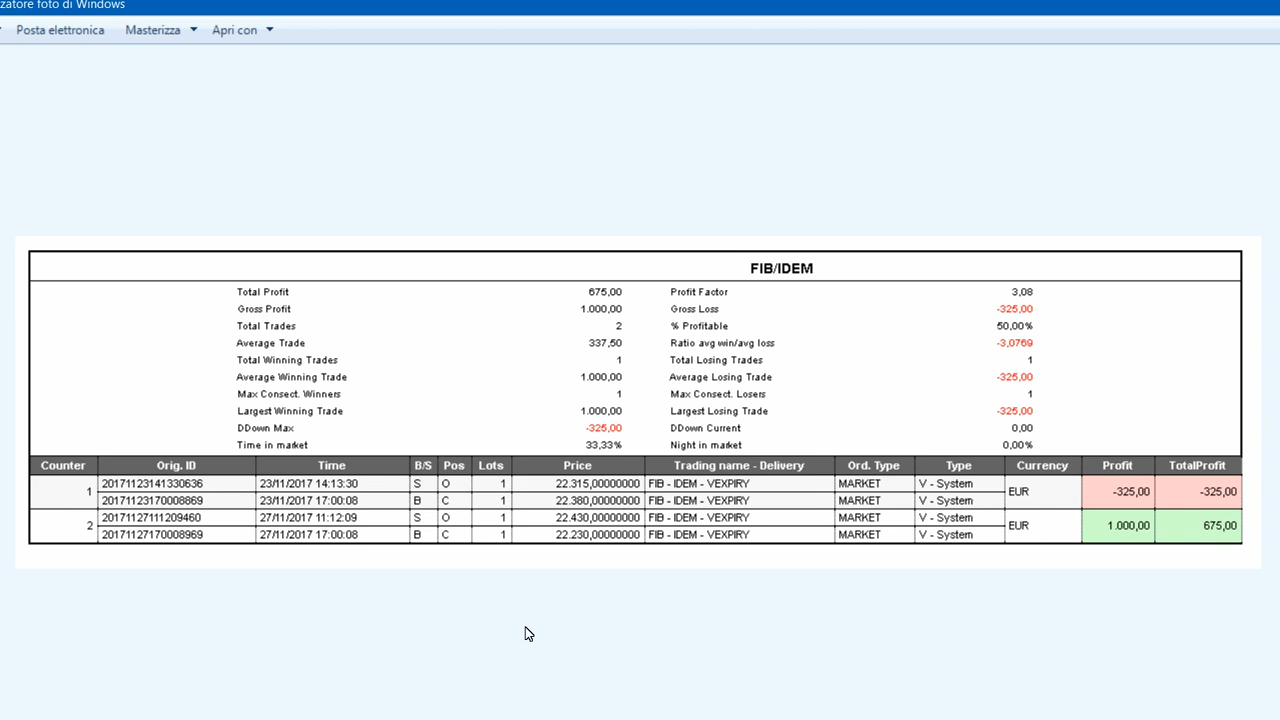 zatore foto di Windows
Posta elettronica Masterizza Apri con
FIB/IDEM
Total Profit 675,00 Profit Factor 3,08
Gross Profit 1.000,00 Gross Loss -325,00
Total Trades 2 % Profitable 50,00%
Average Trade 337,50 Ratio avg win/avg loss -3,0769
Total Winning Trades 1 Total Losing Trades 1
Average Winning Trade 1.000,00 Average Losing Trade -325,00
Max Consect. Winners 1 Max Consect. Losers 1
Largest Winning Trade 1.000,00 Largest Losing Trade -325,00
DDown Max -325,00 DDown Current 0,00
Time in market 33,33% Night in market 0,00%
Counter Orig. ID Time B/S Pos Lots Price Trading name - Delivery Ord. Type Type Currency Profit TotalProfit
1 20171123141330636 23/11/2017 14:13:30 S O 1 22.315,00000000 FIB - IDEM - VEXPIRY MARKET V - System EUR -325,00 -325,00
20171123170008869 23/11/2017 17:00:08 B C 1 22.380,00000000 FIB - IDEM - VEXPIRY MARKET V - System
2 20171127111209460 27/11/2017 11:12:09 S O 1 22.430,00000000 FIB - IDEM - VEXPIRY MARKET V - System EUR 1.000,00 675,00
20171127170008969 27/11/2017 17:00:08 B C 1 22.230,00000000 FIB - IDEM - VEXPIRY MARKET V - System